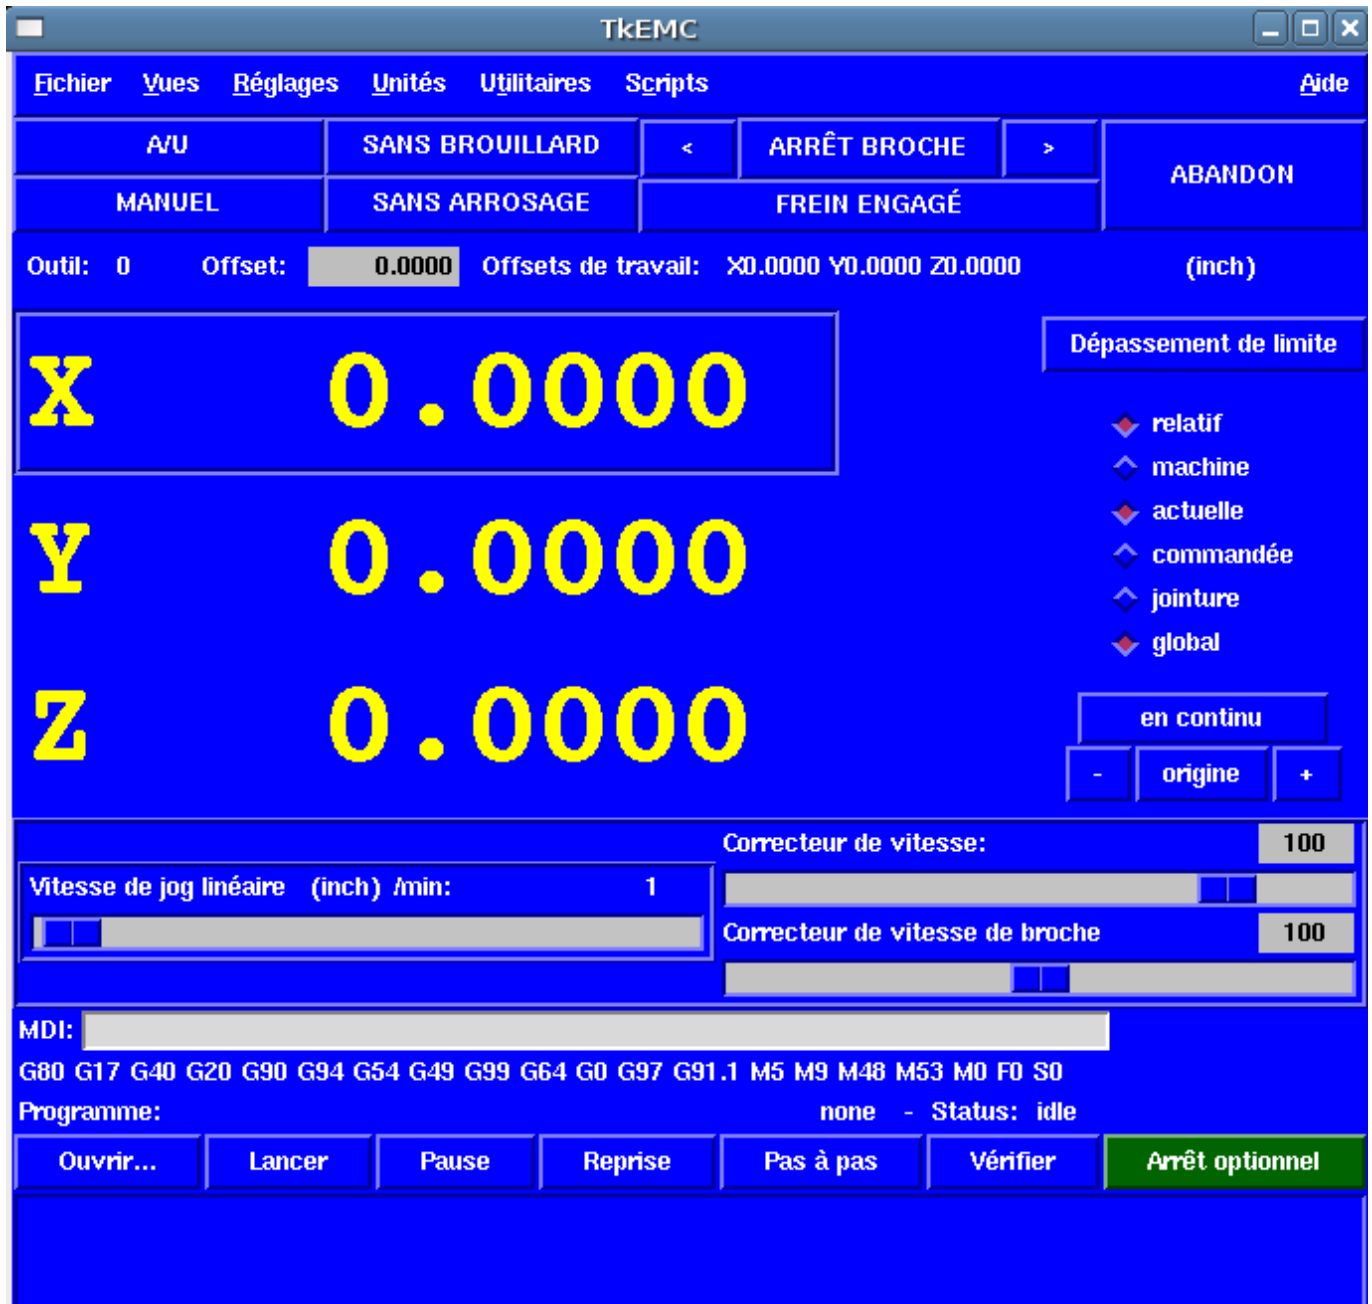 TkEMC
Fichier Vues Réglages Unités Utilitaires Scripts Aide
A/U SANS BROUILLARD < ARRÊT BROCHE > ABANDON
MANUEL SANS ARROSAGE FREIN ENGAGÉ
Outil: 0 Offset: 0.0000 Offsets de travail: X0.0000 Y0.0000 Z0.0000 (inch)
Dépassement de limite
X 0.0000
relatif
machine
actuelle
Y 0.0000
commandée
jointure
global
Z 0.0000
en continu
- origine +
Correcteur de vitesse: 100
Vitesse de jog linéaire (inch) /min: 1
Correcteur de vitesse de broche 100
MDI:
G80 G17 G40 G20 G90 G94 G54 G49 G99 G64 G0 G97 G91.1 M5 M9 M48 M53 M0 F0 S0
Programme: none - Status: idle
Ouvrir... Lancer Pause Reprise Pas à pas Vérifier Arrêt optionnel